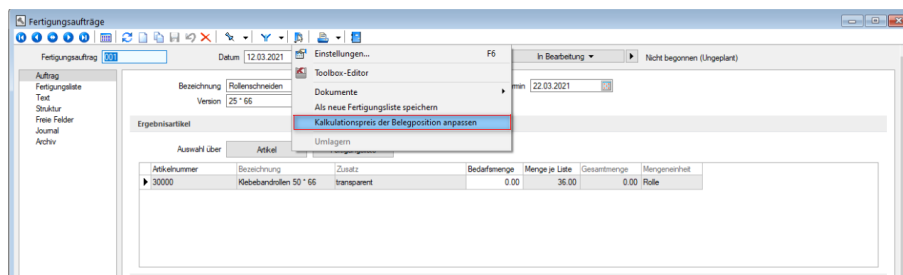 Fertigungsaufträge
Fertigungsauftrag 001 Datum 12.03.2021 In Bearbeitung Nicht begonnen (Ungeplant)
Einstellungen... F6
Toolbox-Editor
Dokumente
Als neue Fertigungsliste speichern
Kalkulationspreis der Belegposition anpassen
Umlagern
Auftrag
Fertigungsliste
Text
Struktur
Freie Felder
Journal
Archiv
Bezeichnung Rollenschneiden 22.03.2021
Version 25 * 66
Ergebnisartikel
Auswahl über Artikel
Artikelnummer Bezeichnung Zusatz Bedarfsmenge Menge je Liste Gesamtmenge Mengeneinheit
30000 Klebebandrollen 50 * 66 transparent 0.00 36.00 0.00 Rolle